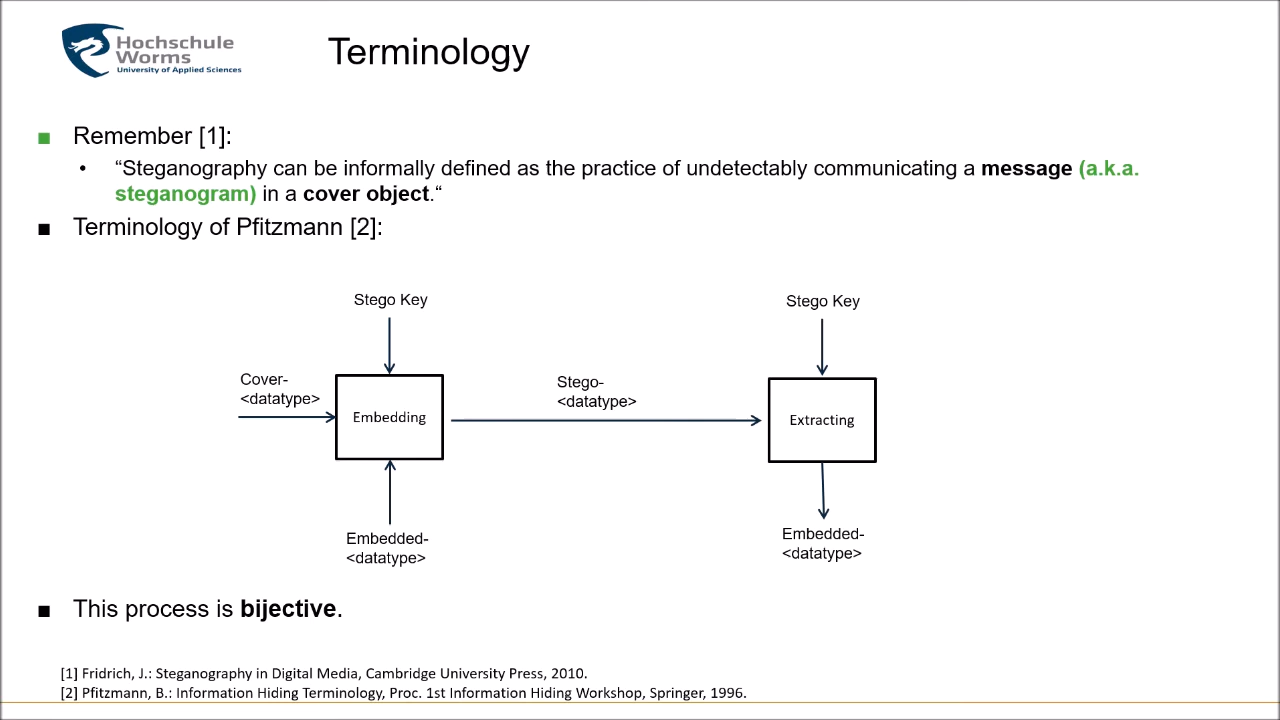 Hochschule
Worms
University of Applied Sciences
Terminology
Remember [1]:
“Steganography can be informally defined as the practice of undetectably communicating a message (a.k.a.
steganogram) in a cover object.“
Terminology of Pfitzmann [2]:
Stego Key
Stego Key
Cover-
<datatype>
Stego-
<datatype>
Embedding
Extracting
Embedded-
<datatype>
Embedded-
<datatype>
This process is bijective.
[1] Fridrich, J.: Steganography in Digital Media, Cambridge University Press, 2010.
[2] Pfitzmann, B.: Information Hiding Terminology, Proc. 1st Information Hiding Workshop, Springer, 1996.